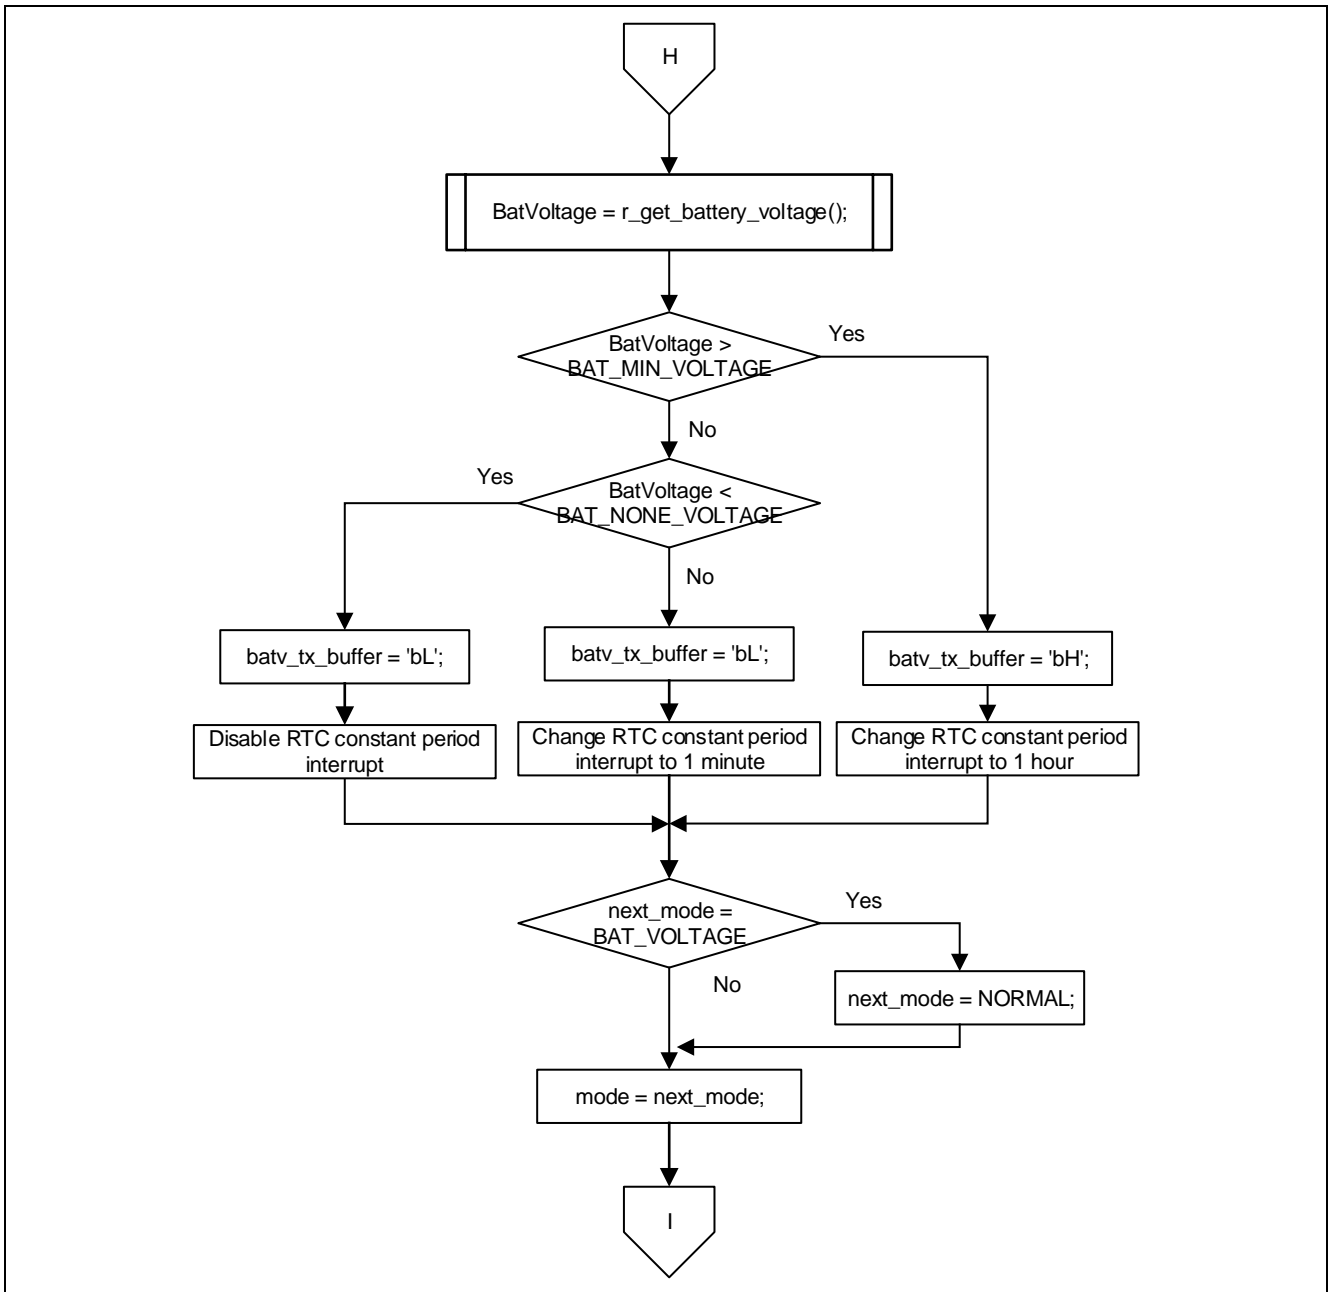 H
BatVoltage = r_get_battery_voltage();
BatVoltage >
BAT_MIN_VOLTAGE
Yes
No
BatVoltage <
BAT_NONE_VOLTAGE
Yes
No
batv_tx_buffer = 'bL';
batv_tx_buffer = 'bL';
batv_tx_buffer = 'bH';
Disable RTC constant period
interrupt
Change RTC constant period
interrupt to 1 minute
Change RTC constant period
interrupt to 1 hour
next_mode =
BAT_VOLTAGE
Yes
No
next_mode = NORMAL;
mode = next_mode;
I